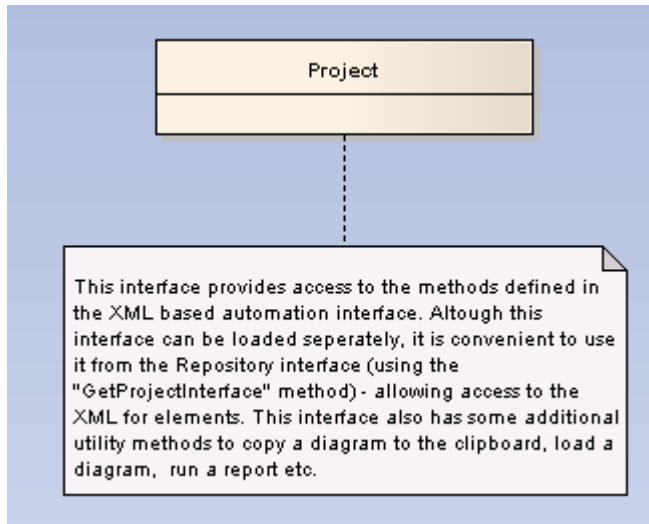 Project
This interface provides access to the methods defined in
the XML based automation interface. Altough this
interface can be loaded seperately, it is convenient to use
it from the Repository interface (using the
"GetProjectInterface" method) - allowing access to the
XML for elements. This interface also has some additional
utility methods to copy a diagram to the clipboard, load a
diagram,  run a report etc.